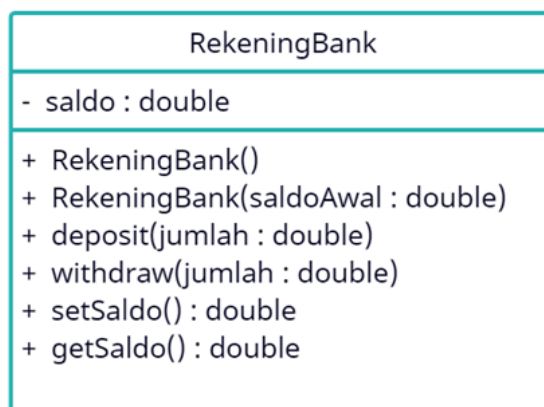 RekeningBank
- saldo : double
+ RekeningBank()
+ RekeningBank(saldoAwal : double)
+ deposit(jumlah : double)
+ withdraw(jumlah : double)
+ setSaldo() : double
+ getSaldo() : double